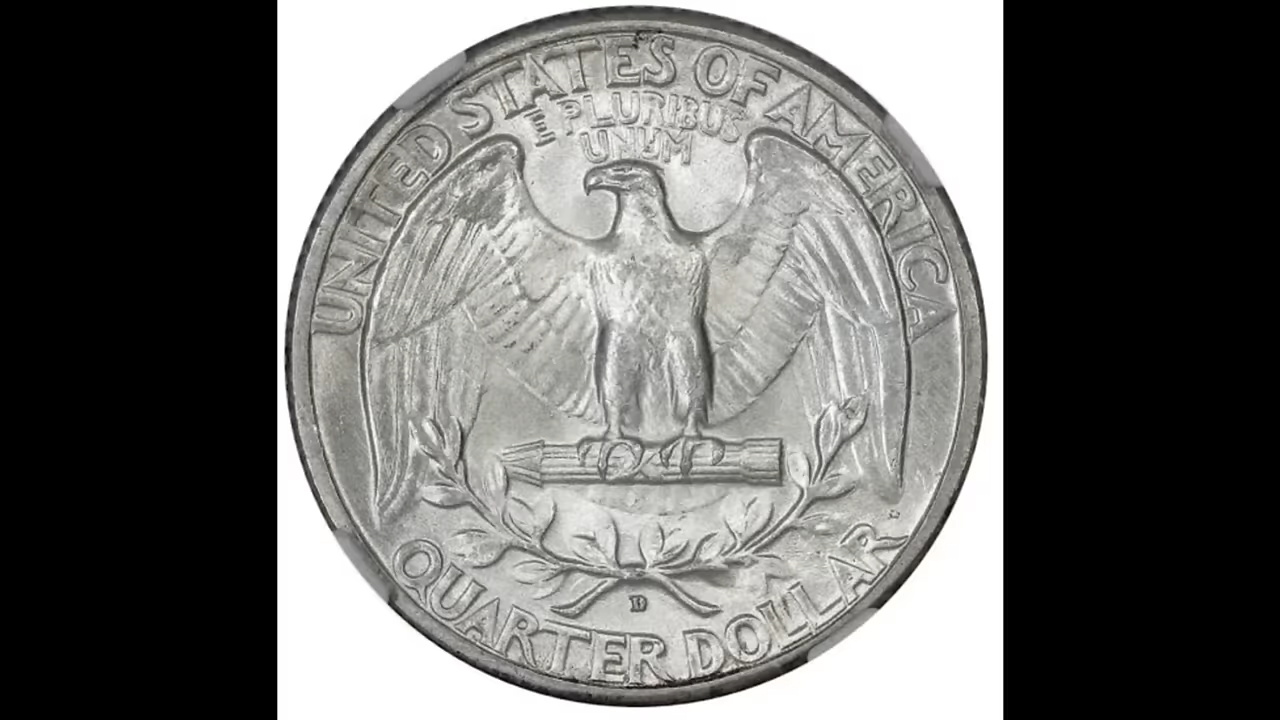 UNITED STATES OF AMERICA
E PLURIBUS
UNUM
D
QUARTER DOLLAR